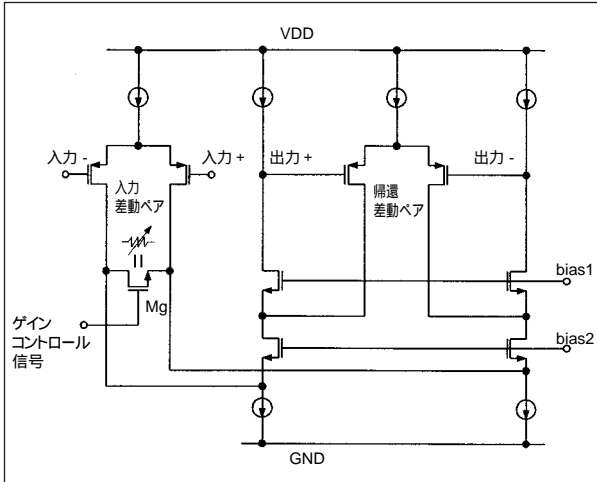 VDD
入力 -
入力 +
出力 +
出力 -
入力
差動ペア
帰還
差動ペア
Mg
ゲイン
コントロール
信号
bias1
bias2
GND